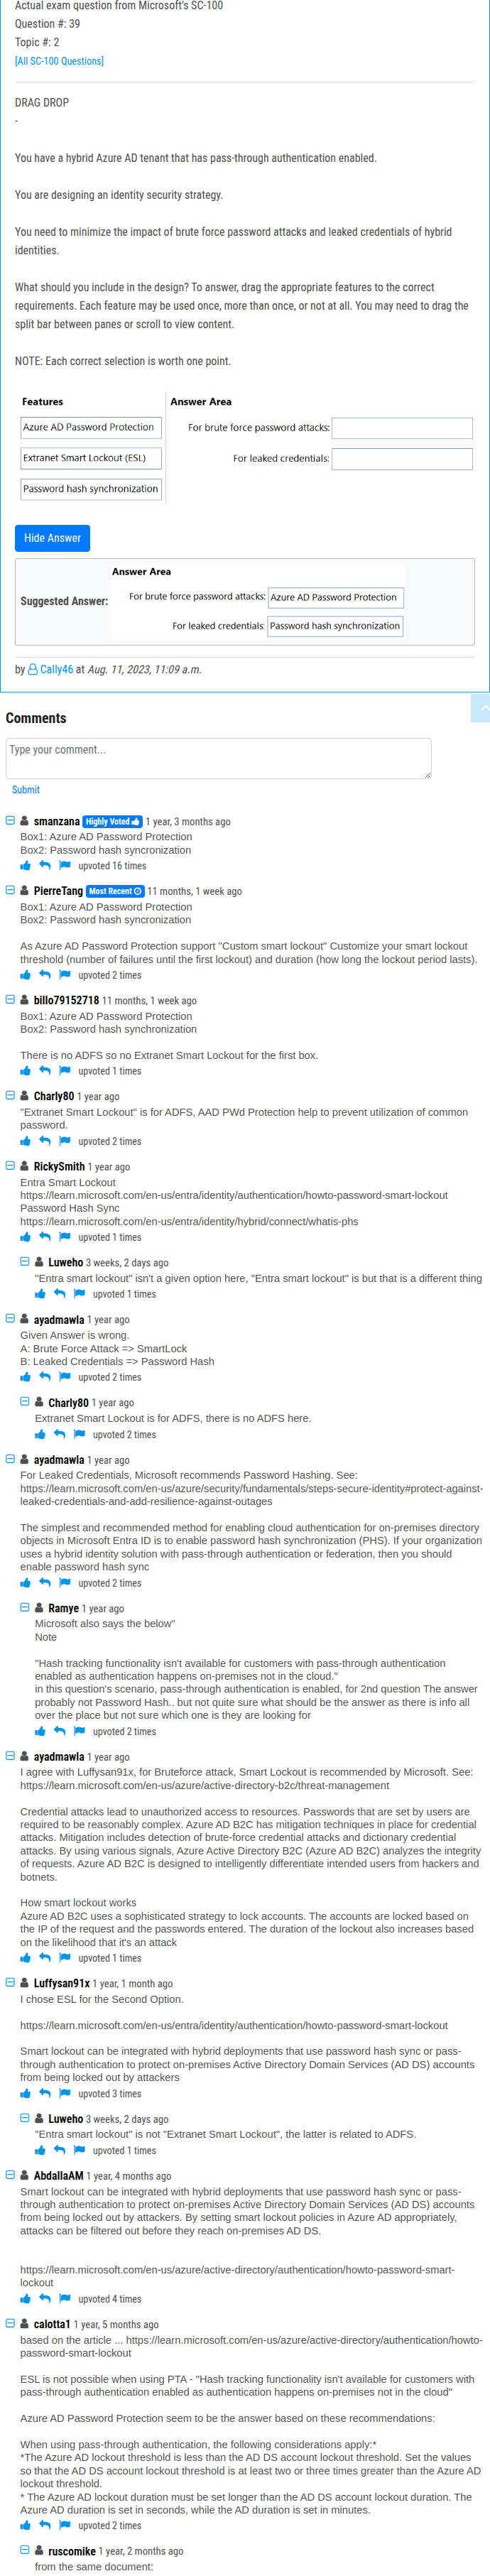 Actual exam question from Microsoft's SC-100
Question #: 39
Topic #: 2
[All SC-100 Questions]
DRAG DROP
-
You have a hybrid Azure AD tenant that has pass-through authentication enabled.
You are designing an identity security strategy.
You need to minimize the impact of brute force password attacks and leaked credentials of hybrid
identities.
What should you include in the design? To answer, drag the appropriate features to the correct
requirements. Each feature may be used once, more than once, or not at all. You may need to drag the
split bar between panes or scroll to view content.
NOTE: Each correct selection is worth one point.
Features
Azure AD Password Protection
Extranet Smart Lockout (ESL)
Password hash synchronization
Answer Area
For brute force password attacks:
For leaked credentials:
Hide Answer
Suggested Answer:
Answer Area
For brute force password attacks: Azure AD Password Protection
For leaked credentials: Password hash synchronization
by Cally46 at Aug. 11, 2023, 11:09 a.m.
Comments
Type your comment...
Submit
smanzana Highly Voted 1 year, 3 months ago
Box1: Azure AD Password Protection
Box2: Password hash syncronization
upvoted 16 times
PierreTang Most Recent 11 months, 1 week ago
Box1: Azure AD Password Protection
Box2: Password hash syncronization
As Azure AD Password Protection support "Custom smart lockout" Customize your smart lockout
threshold (number of failures until the first lockout) and duration (how long the lockout period lasts).
upvoted 2 times
billo79152718 11 months, 1 week ago
Box1: Azure AD Password Protection
Box2: Password hash synchronization
There is no ADFS so no Extranet Smart Lockout for the first box.
upvoted 1 times
Charly80 1 year ago
"Extranet Smart Lockout" is for ADFS, AAD PWd Protection help to prevent utilization of common
password.
upvoted 2 times
RickySmith 1 year ago
Entra Smart Lockout
https://learn.microsoft.com/en-us/entra/identity/authentication/howto-password-smart-lockout
Password Hash Sync
https://learn.microsoft.com/en-us/entra/identity/hybrid/connect/whatis-phs
upvoted 1 times
Luweho 3 weeks, 2 days ago
"Entra smart lockout" isn't a given option here, "Entra smart lockout" is but that is a different thing
upvoted 1 times
ayadmawla 1 year ago
Given Answer is wrong.
A: Brute Force Attack => SmartLock
B: Leaked Credentials => Password Hash
upvoted 2 times
Charly80 1 year ago
Extranet Smart Lockout is for ADFS, there is no ADFS here.
upvoted 2 times
ayadmawla 1 year ago
For Leaked Credentials, Microsoft recommends Password Hashing. See:
https://learn.microsoft.com/en-us/azure/security/fundamentals/steps-secure-identity#protect-against-
leaked-credentials-and-add-resilience-against-outages
The simplest and recommended method for enabling cloud authentication for on-premises directory
objects in Microsoft Entra ID is to enable password hash synchronization (PHS). If your organization
uses a hybrid identity solution with pass-through authentication or federation, then you should
enable password hash sync
upvoted 2 times
Ramye 1 year ago
Microsoft also says the below"
Note
"Hash tracking functionality isn't available for customers with pass-through authentication
enabled as authentication happens on-premises not in the cloud."
in this question's scenario, pass-through authentication is enabled, for 2nd question The answer
probably not Password Hash.. but not quite sure what should be the answer as there is info all
over the place but not sure which one is they are looking for
upvoted 2 times
ayadmawla 1 year ago
I agree with Luffysan91x, for Bruteforce attack, Smart Lockout is recommended by Microsoft. See:
https://learn.microsoft.com/en-us/azure/active-directory-b2c/threat-management
Credential attacks lead to unauthorized access to resources. Passwords that are set by users are
required to be reasonably complex. Azure AD B2C has mitigation techniques in place for credential
attacks. Mitigation includes detection of brute-force credential attacks and dictionary credential
attacks. By using various signals, Azure Active Directory B2C (Azure AD B2C) analyzes the integrity
of requests. Azure AD B2C is designed to intelligently differentiate intended users from hackers and
botnets.
How smart lockout works
Azure AD B2C uses a sophisticated strategy to lock accounts. The accounts are locked based on
the IP of the request and the passwords entered. The duration of the lockout also increases based
on the likelihood that it's an attack
upvoted 1 times
Luffysan91x 1 year, 1 month ago
I chose ESL for the Second Option.
https://learn.microsoft.com/en-us/entra/identity/authentication/howto-password-smart-lockout
Smart lockout can be integrated with hybrid deployments that use password hash sync or pass-
through authentication to protect on-premises Active Directory Domain Services (AD DS) accounts
from being locked out by attackers
upvoted 3 times
Luweho 3 weeks, 2 days ago
"Entra smart lockout" is not "Extranet Smart Lockout", the latter is related to ADFS.
upvoted 1 times
AbdallaAM 1 year, 4 months ago
Smart lockout can be integrated with hybrid deployments that use password hash sync or pass-
through authentication to protect on-premises Active Directory Domain Services (AD DS) accounts
from being locked out by attackers. By setting smart lockout policies in Azure AD appropriately,
attacks can be filtered out before they reach on-premises AD DS.
https://learn.microsoft.com/en-us/azure/active-directory/authentication/howto-password-smart-
lockout
upvoted 4 times
calotta1 1 year, 5 months ago
based on the article ... https://learn.microsoft.com/en-us/azure/active-directory/authentication/howto-
password-smart-lockout
ESL is not possible when using PTA - "Hash tracking functionality isn't available for customers with
pass-through authentication enabled as authentication happens on-premises not in the cloud"
Azure AD Password Protection seem to be the answer based on these recommendations:
When using pass-through authentication, the following considerations apply:*
*The Azure AD lockout threshold is less than the AD DS account lockout threshold. Set the values
so that the AD DS account lockout threshold is at least two or three times greater than the Azure AD
lockout threshold.
* The Azure AD lockout duration must be set longer than the AD DS account lockout duration. The
Azure AD duration is set in seconds, while the AD duration is set in minutes.
upvoted 2 times
ruscomike 1 year, 2 months ago
from the same document: